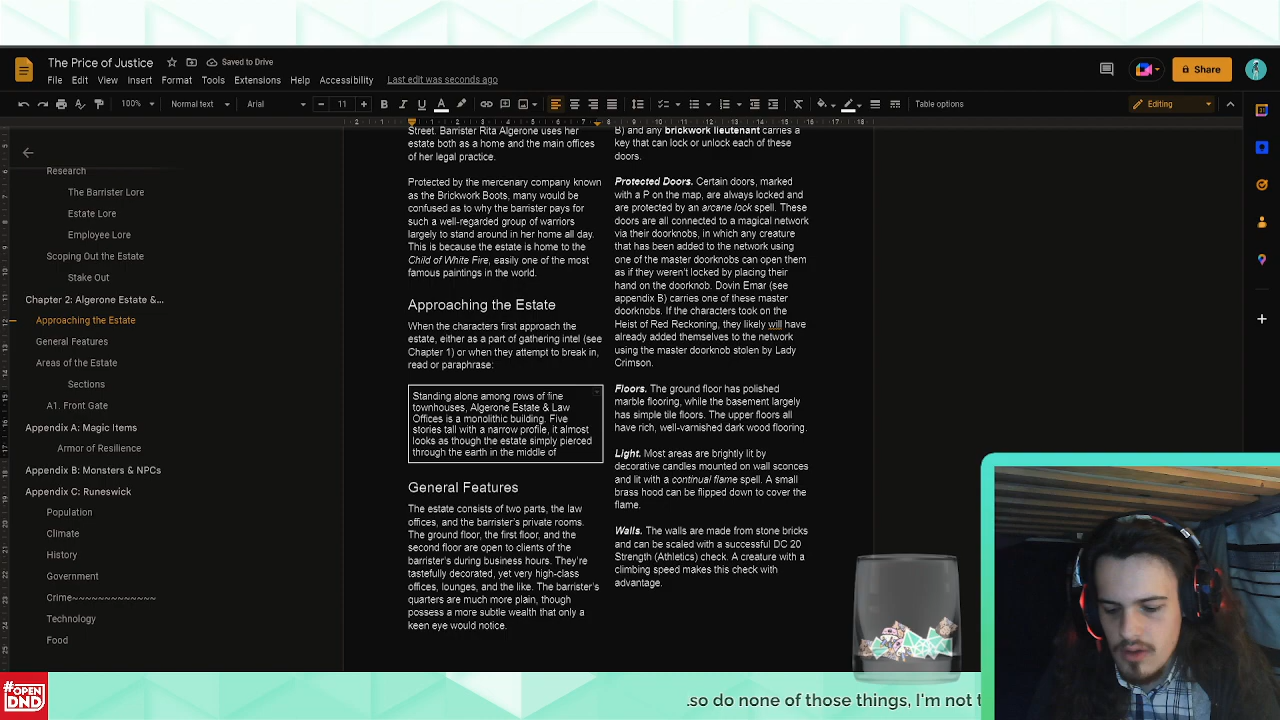 The Price of Justice
Saved to Drive
File Edit View Insert Format Tools Extensions Help Accessibility
Last edit was seconds ago
Share
100%
Normal text
Arial
11
Table options
Editing
Research
The Barrister Lore
Estate Lore
Employee Lore
Scoping Out the Estate
Stake Out
Chapter 2: Algerone Estate &...
Approaching the Estate
General Features
Areas of the Estate
Sections
A1. Front Gate
Appendix A: Magic Items
Armor of Resilience
Appendix B: Monsters & NPCs
Appendix C: Runeswick
Population
Climate
History
Government
Crime~~~~~~~~~~~~~
Technology
Food
Street. Barrister Rita Algerone uses her
estate both as a home and the main offices
of her legal practice.
Protected by the mercenary company known
as the Brickwork Boots, many would be
confused as to why the barrister pays for
such a well-regarded group of warriors
largely to stand around in her home all day.
This is because the estate is home to the
Child of White Fire, easily one of the most
famous paintings in the world.
Approaching the Estate
When the characters first approach the
estate, either as a part of gathering intel (see
Chapter 1) or when they attempt to break in,
read or paraphrase:
Standing alone among rows of fine
townhouses, Algerone Estate & Law
Offices is a monolithic building. Five
stories tall with a narrow profile, it almost
looks as though the estate simply pierced
through the earth in the middle of
General Features
The estate consists of two parts, the law
offices, and the barrister's private rooms.
The ground floor, the first floor, and the
second floor are open to clients of the
barrister's during business hours. They're
tastefully decorated, yet very high-class
offices, lounges, and the like. The barrister's
quarters are much more plain, though
possess a more subtle wealth that only a
keen eye would notice.
B) and any brickwork lieutenant carries a
key that can lock or unlock each of these
doors.
Protected Doors. Certain doors, marked
with a P on the map, are always locked and
are protected by an arcane lock spell. These
doors are all connected to a magical network
via their doorknobs, in which any creature
that has been added to the network using
one of the master doorknobs can open them
as if they weren't locked by placing their
hand on the doorknob. Dovin Emar (see
appendix B) carries one of these master
doorknobs. If the characters took on the
Heist of Red Reckoning, they likely will have
already added themselves to the network
using the master doorknob stolen by Lady
Crimson.
Floors. The ground floor has polished
marble flooring, while the basement largely
has simple tile floors. The upper floors all
have rich, well-varnished dark wood flooring.
Light. Most areas are brightly lit by
decorative candles mounted on wall sconces
and lit with a continual flame spell. A small
brass hood can be flipped down to cover the
flame.
Walls. The walls are made from stone bricks
and can be scaled with a successful DC 20
Strength (Athletics) check. A creature with a
climbing speed makes this check with
advantage.
#OPEN
DND
.so do none of those things, I'm not t